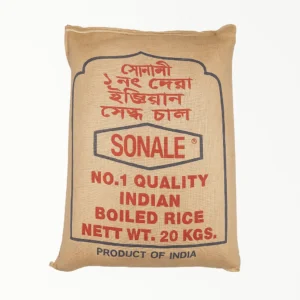 সোনালী
১নং সেরা
ইন্ডিয়ান
সেদ্ধ চাল
SONALE ®
NO.1 QUALITY
INDIAN
BOILED RICE
NETT WT. 20 KGS.
PRODUCT OF INDIA